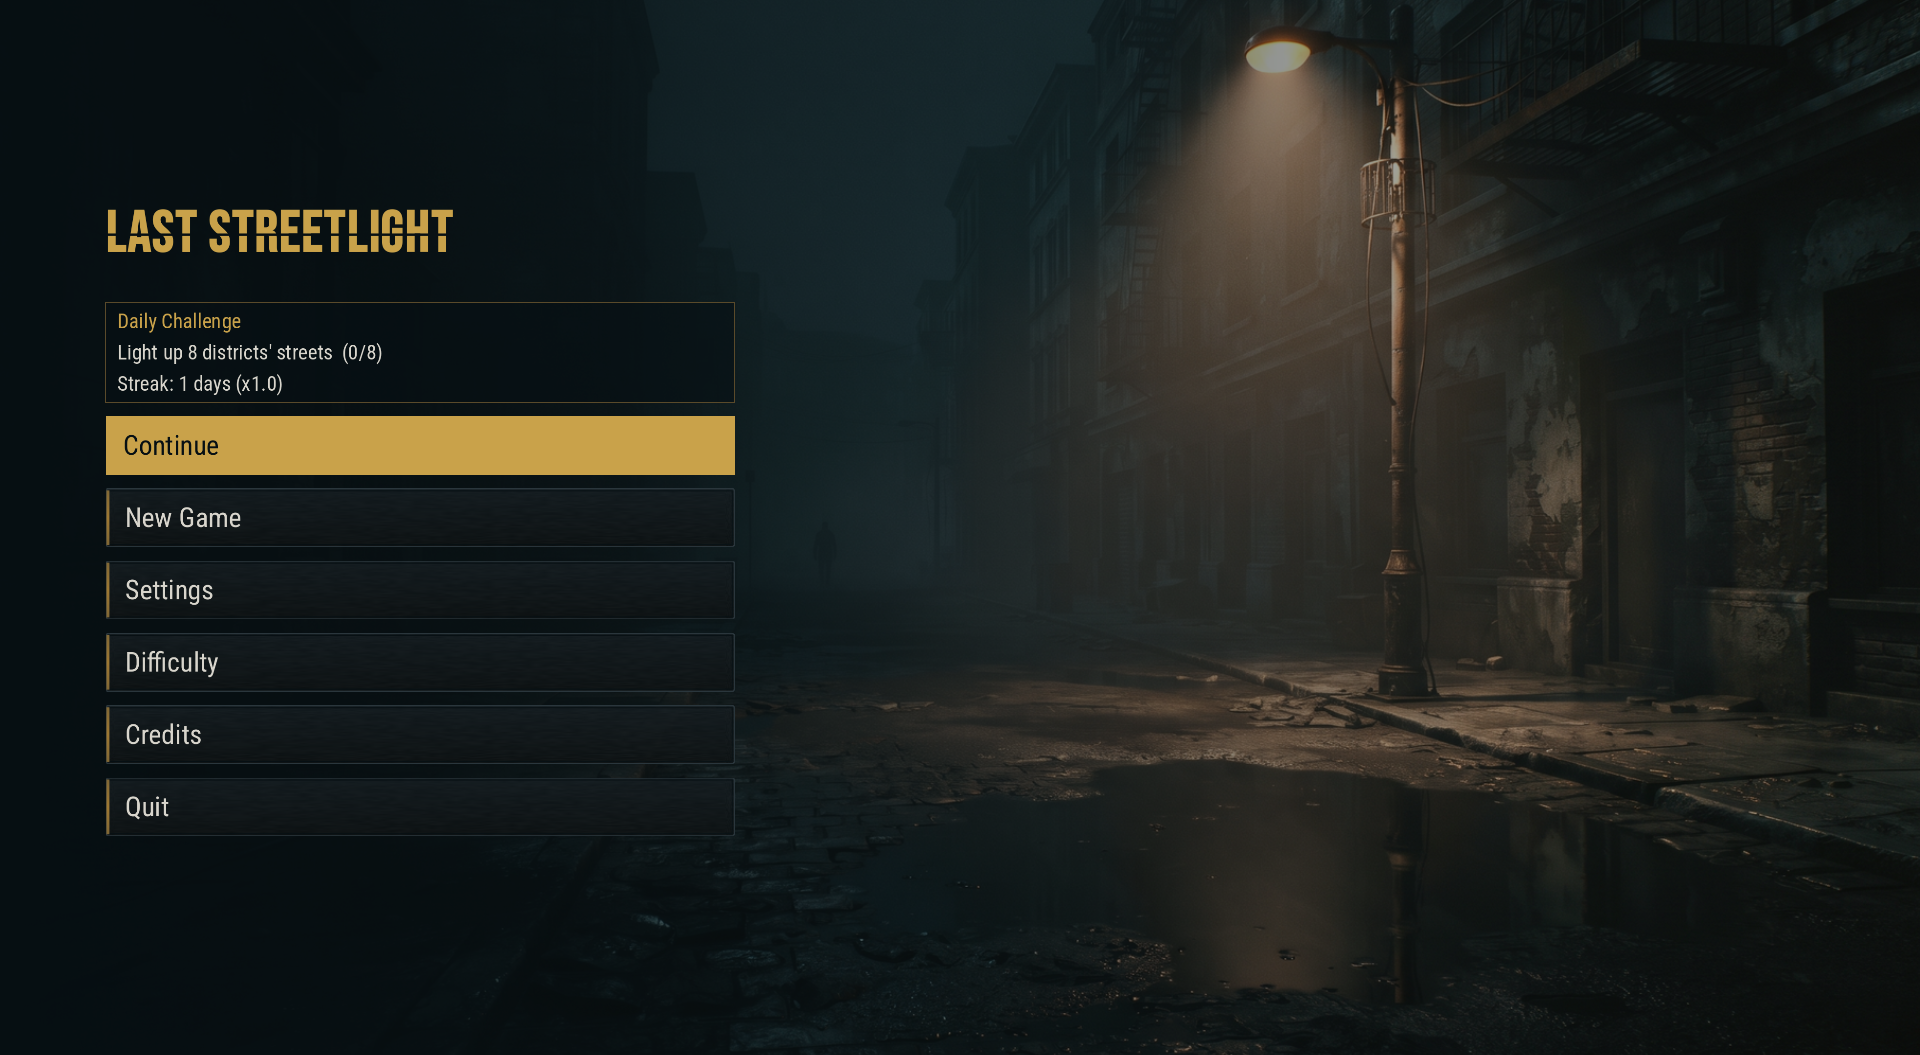 LAST STREETLIGHT
Daily Challenge
Light up 8 districts' streets (0/8)
Streak: 1 days (x1.0)
Continue
New Game
Settings
Difficulty
Credits
Quit